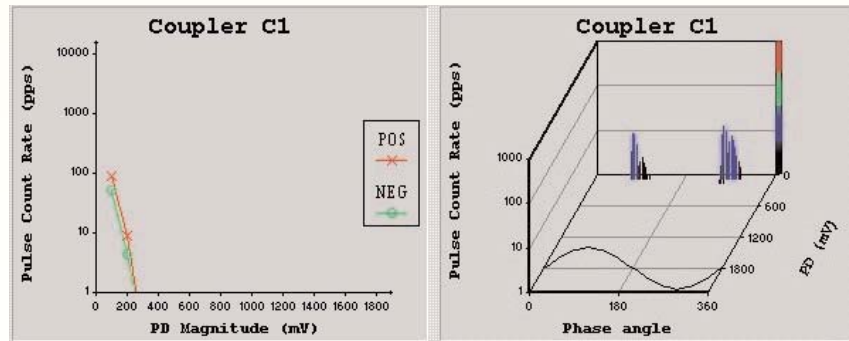 Coupler C1
Pulse Count Rate (pps)
10000
1000
100
10
1
POS
NEG
0 200 400 600 800 1000 1200 1400 1600 1800
PD Magnitude (mV)
Coupler C1
Pulse Count Rate (pps)
1000
100
10
1
0
600
1200
1800
PD (mV)
0 180 360
Phase angle